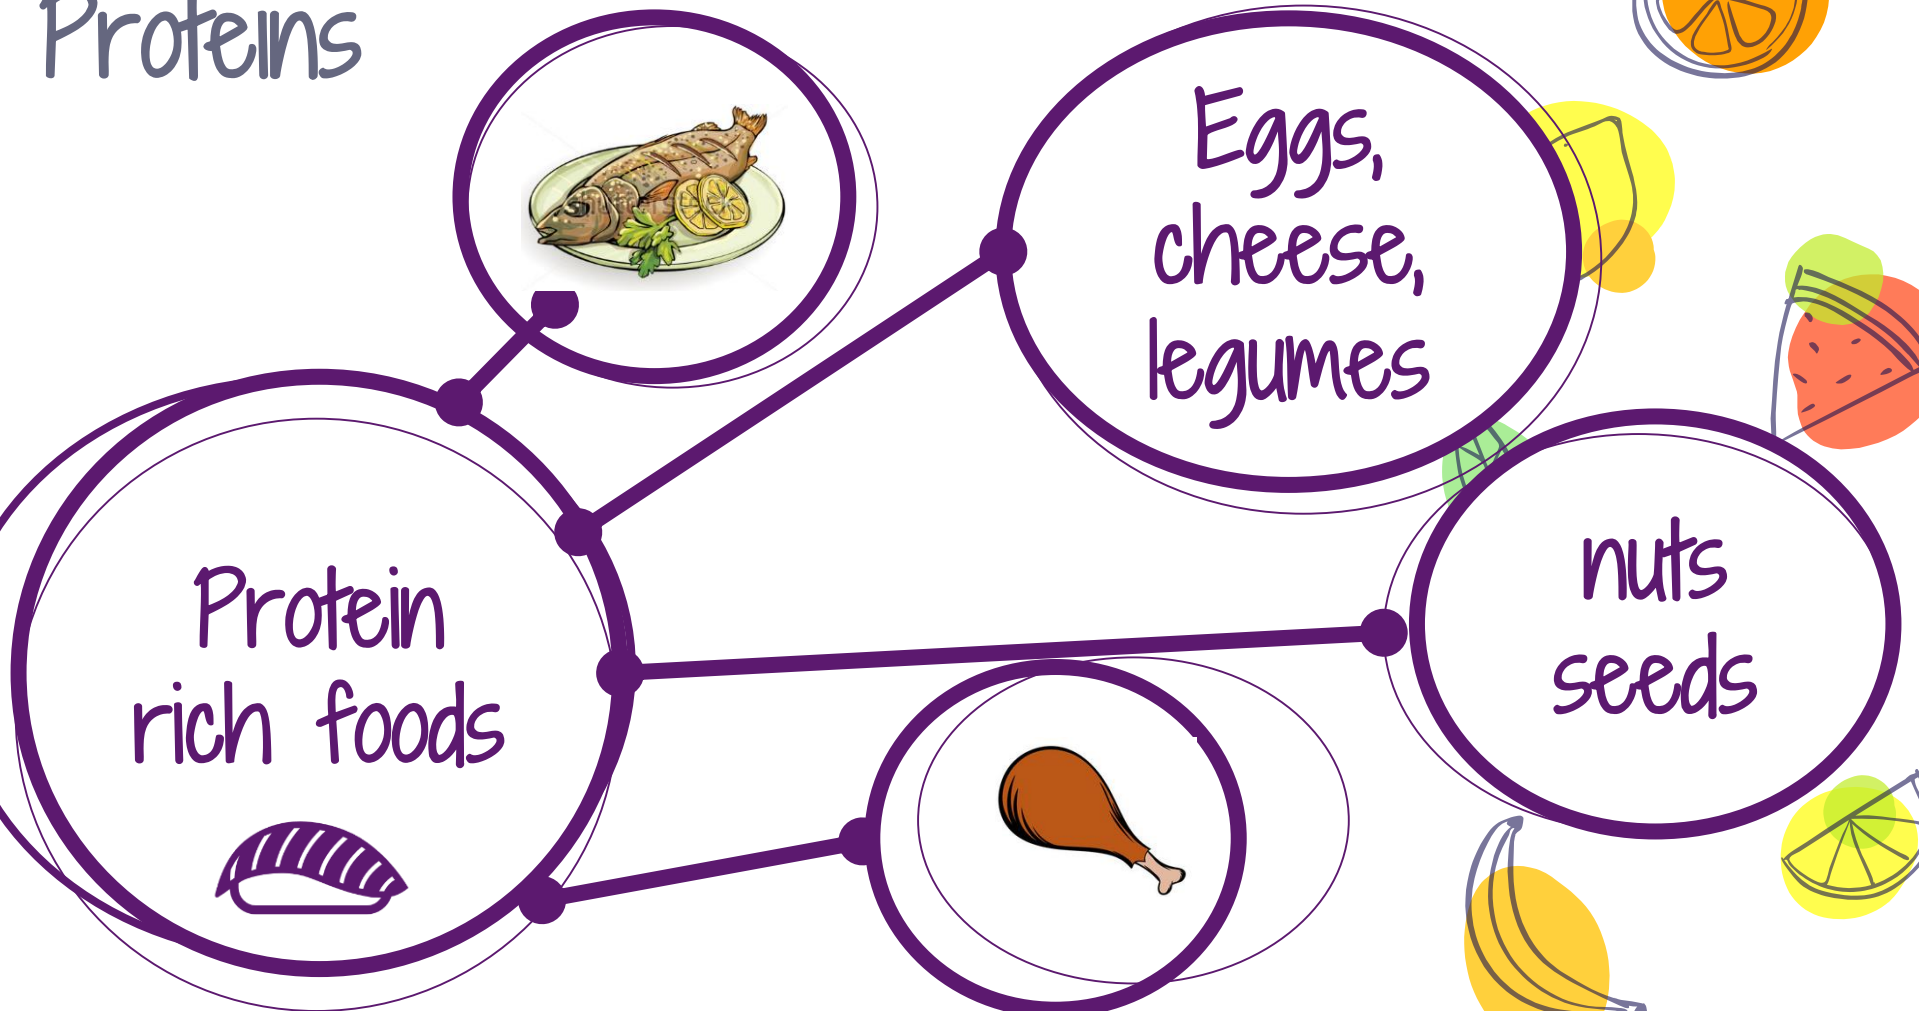 Proteins
Eggs,
cheese,
legumes
nuts
seeds
Protein
rich foods